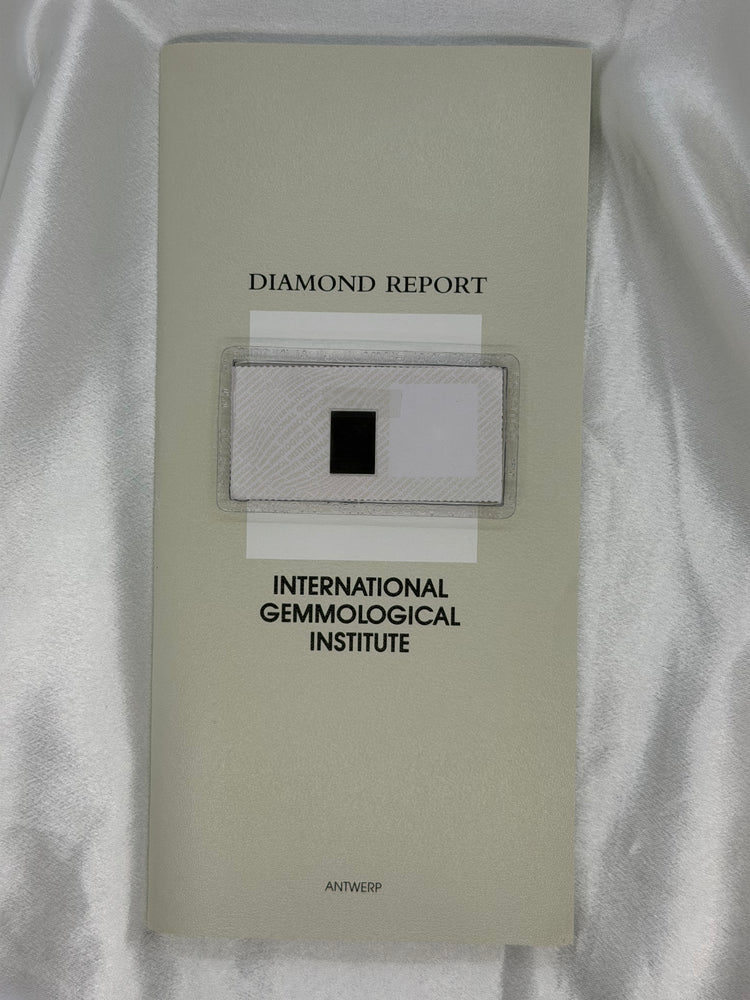 DIAMOND REPORT
INTERNATIONAL
GEMMOLOGICAL
INSTITUTE
ANTWERP